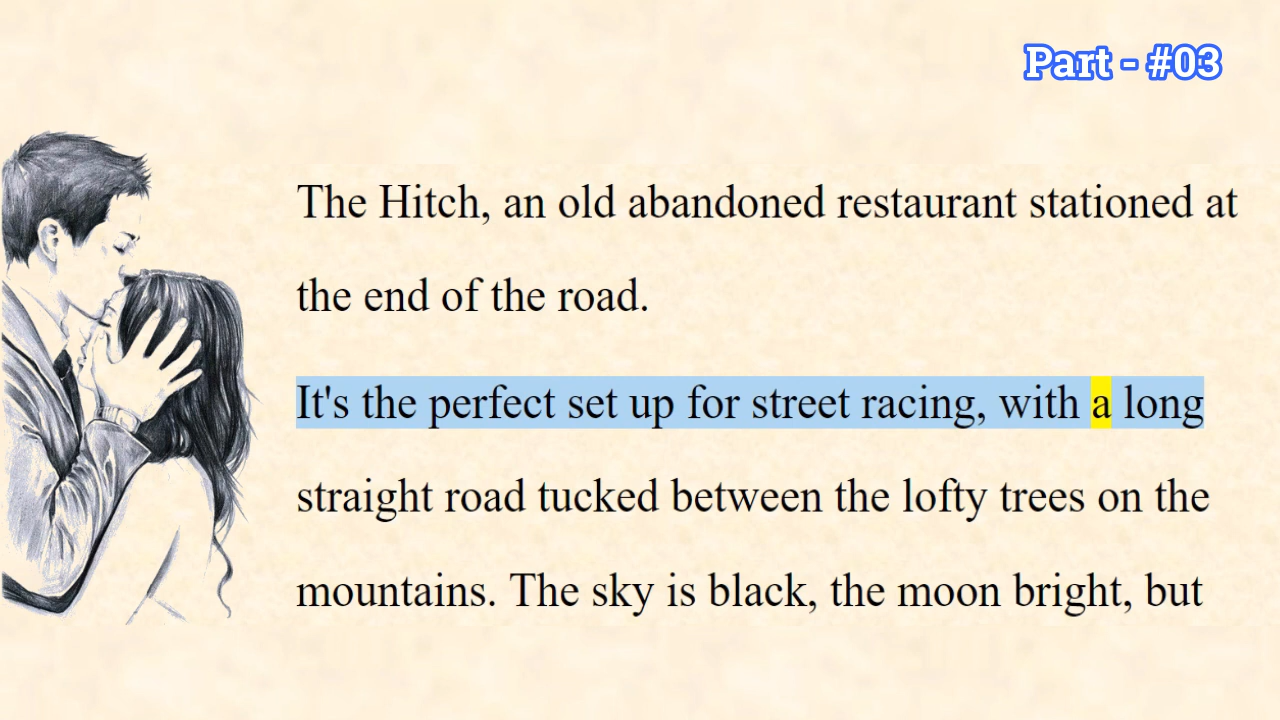 Part - #03
The Hitch, an old abandoned restaurant stationed at
the end of the road.
It's the perfect set up for street racing, with a long
straight road tucked between the lofty trees on the
mountains. The sky is black, the moon bright, but